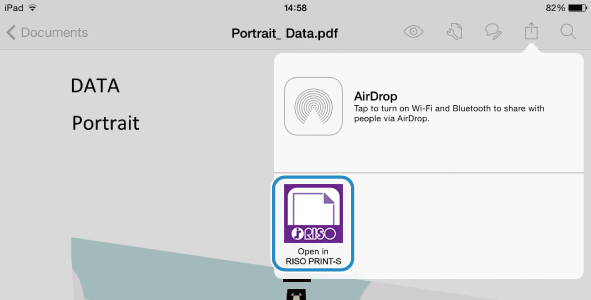 iPad 14:58 82%
Documents Portrait_ Data.pdf
DATA
Portrait
AirDrop
Tap to turn on Wi-Fi and Bluetooth to share with
people via AirDrop.
RISO
Open in
RISO PRINT-S